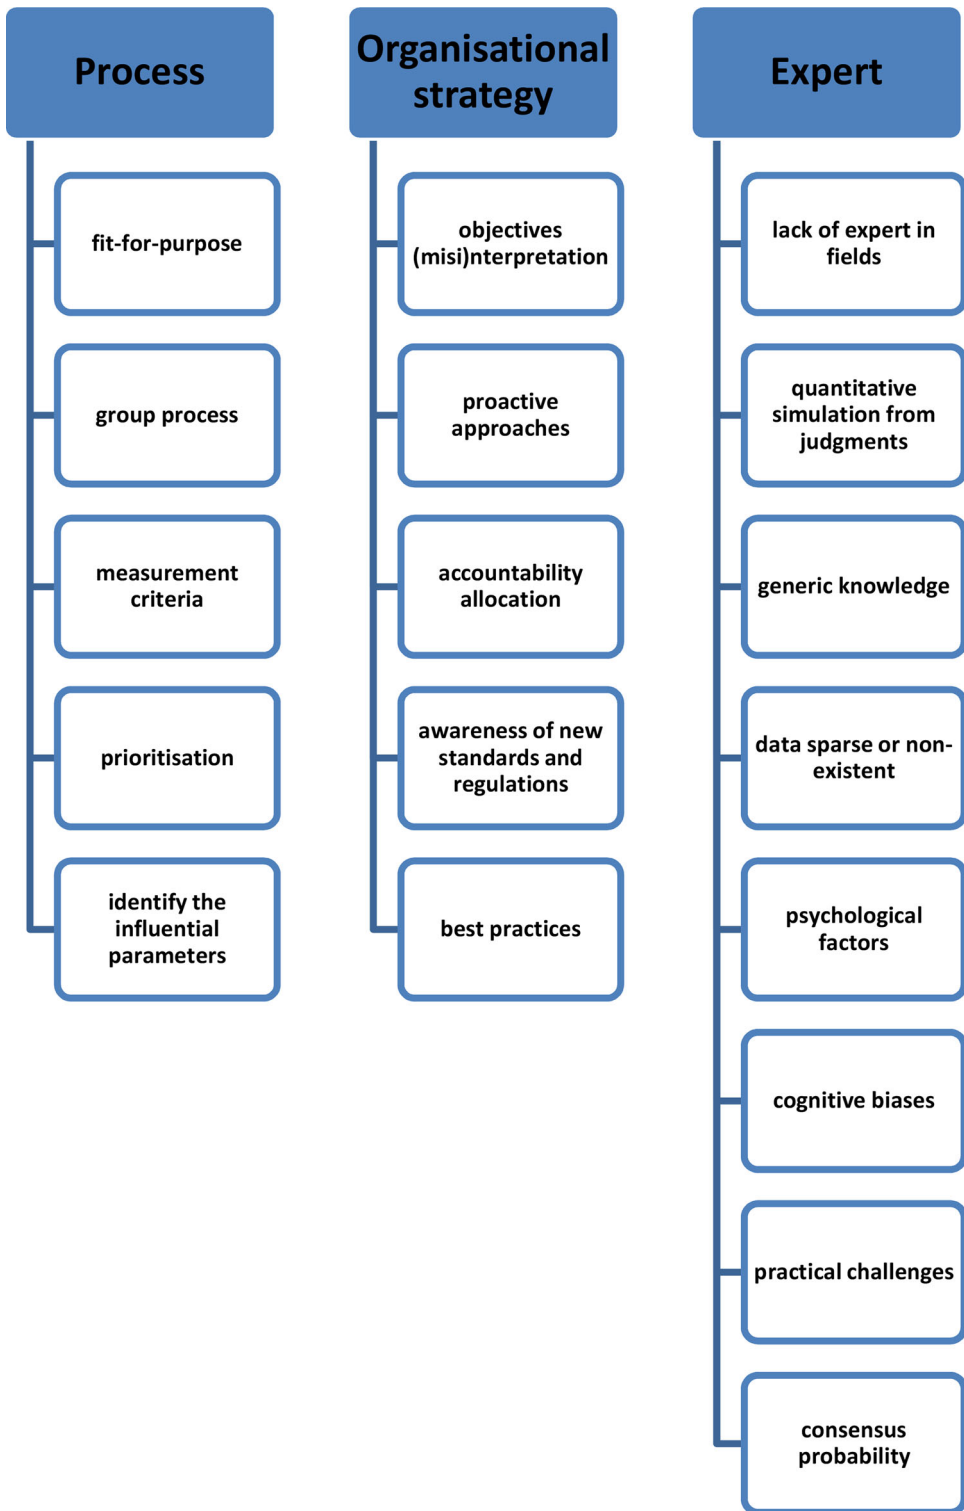 Process
fit-for-purpose
group process
measurement
criteria
prioritisation
identify the
influential
parameters
Organisational
strategy
objectives
(misi)nterpretation
proactive
approaches
accountability
allocation
awareness of new
standards and
regulations
best practices
Expert
lack of expert in
fields
quantitative
simulation from
judgments
generic knowledge
data sparse or non-
existent
psychological
factors
cognitive biases
practical challenges
consensus
probability